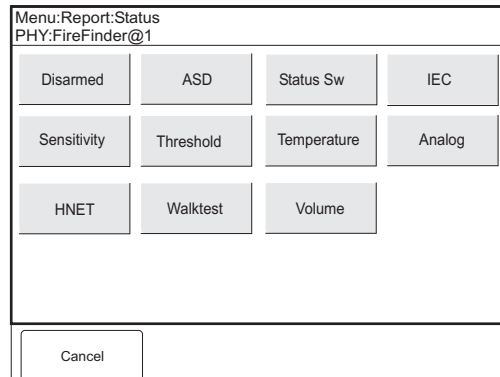 Menu:Report:Status
PHY:FireFinder@1
Disarmed ASD Status Sw IEC
Sensitivity Threshold Temperature Analog
HNET Walktest Volume
Cancel